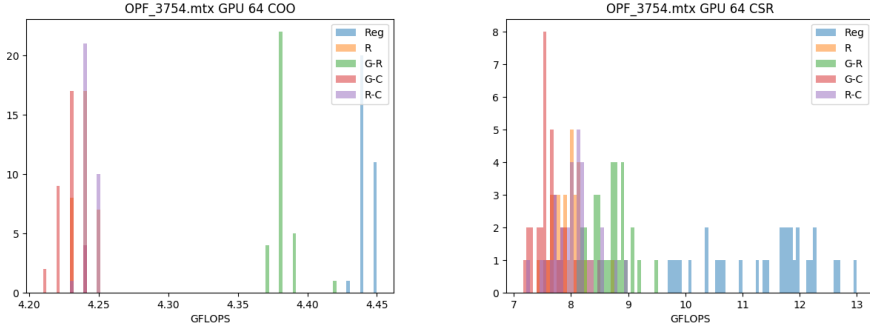 OPF_3754.mtx GPU 64 COO
20
15
10
5
0
4.20
4.25
4.30
4.35
4.40
4.45
GFLOPS
Reg
R
G-R
G-C
R-C
OPF_3754.mtx GPU 64 CSR
8
7
6
5
4
3
2
1
0
7
8
9
10
11
12
13
GFLOPS
Reg
R
G-R
G-C
R-C